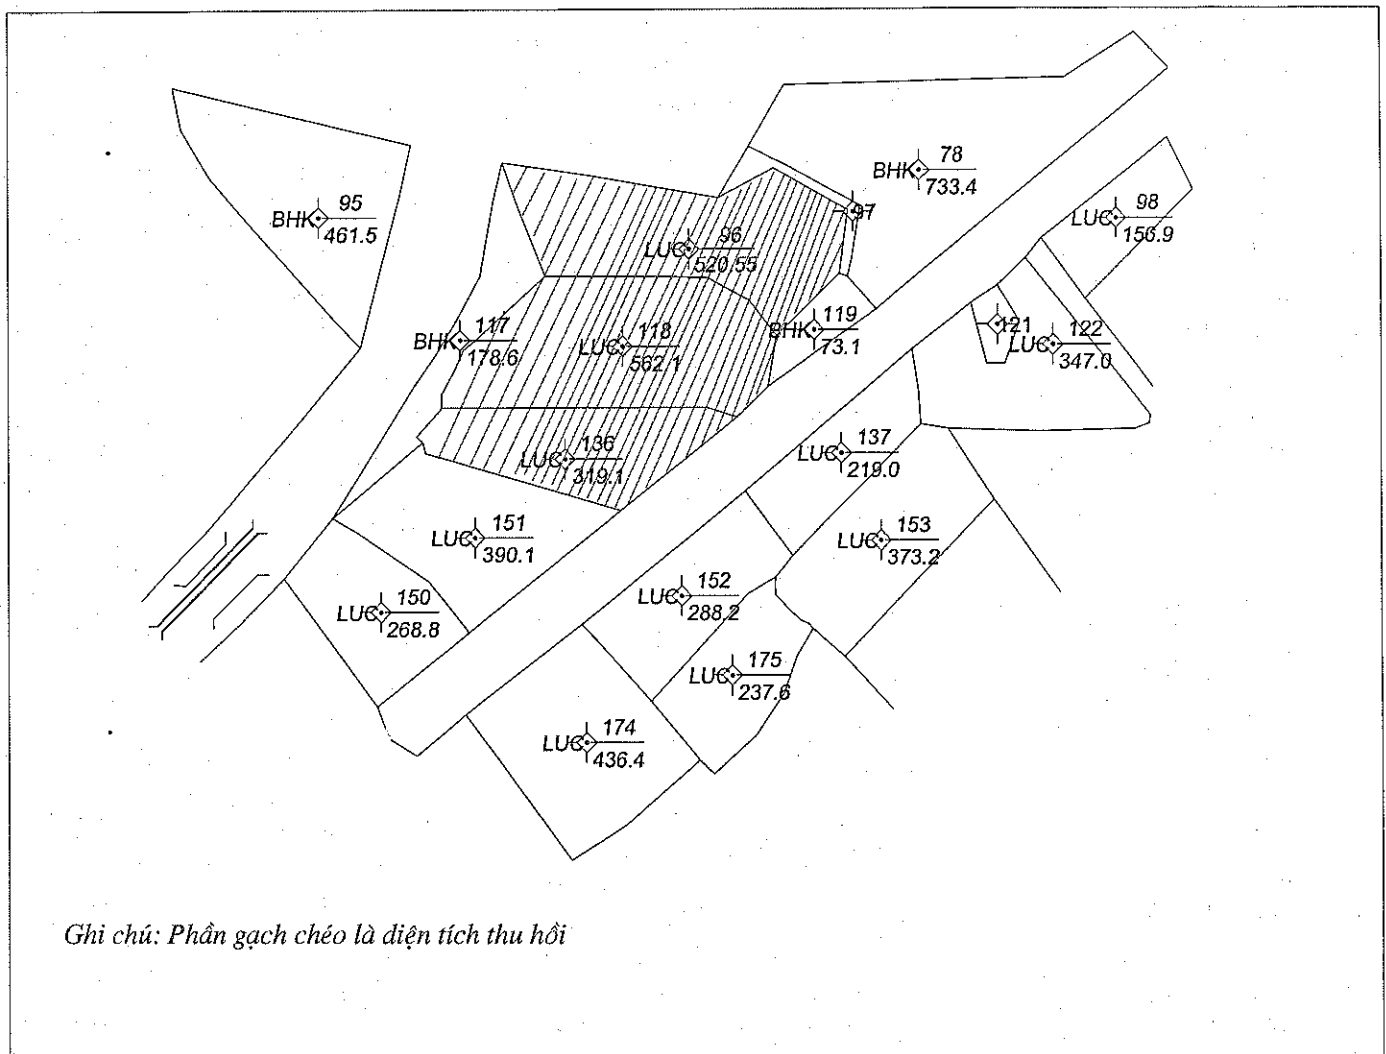 78
BHK
733.4
95
BHK
461.5
97
98
LUC
156.9
96
LUC
520.55
117
BHK
178.6
118
LUC
562.1
119
BHK
73.1
121
122
LUC
347.0
136
LUC
319.1
137
LUC
219.0
151
LUC
390.1
153
LUC
373.2
150
LUC
268.8
152
LUC
288.2
175
LUC
237.6
174
LUC
436.4
Ghi chú: Phần gạch chéo là diện tích thu hồi